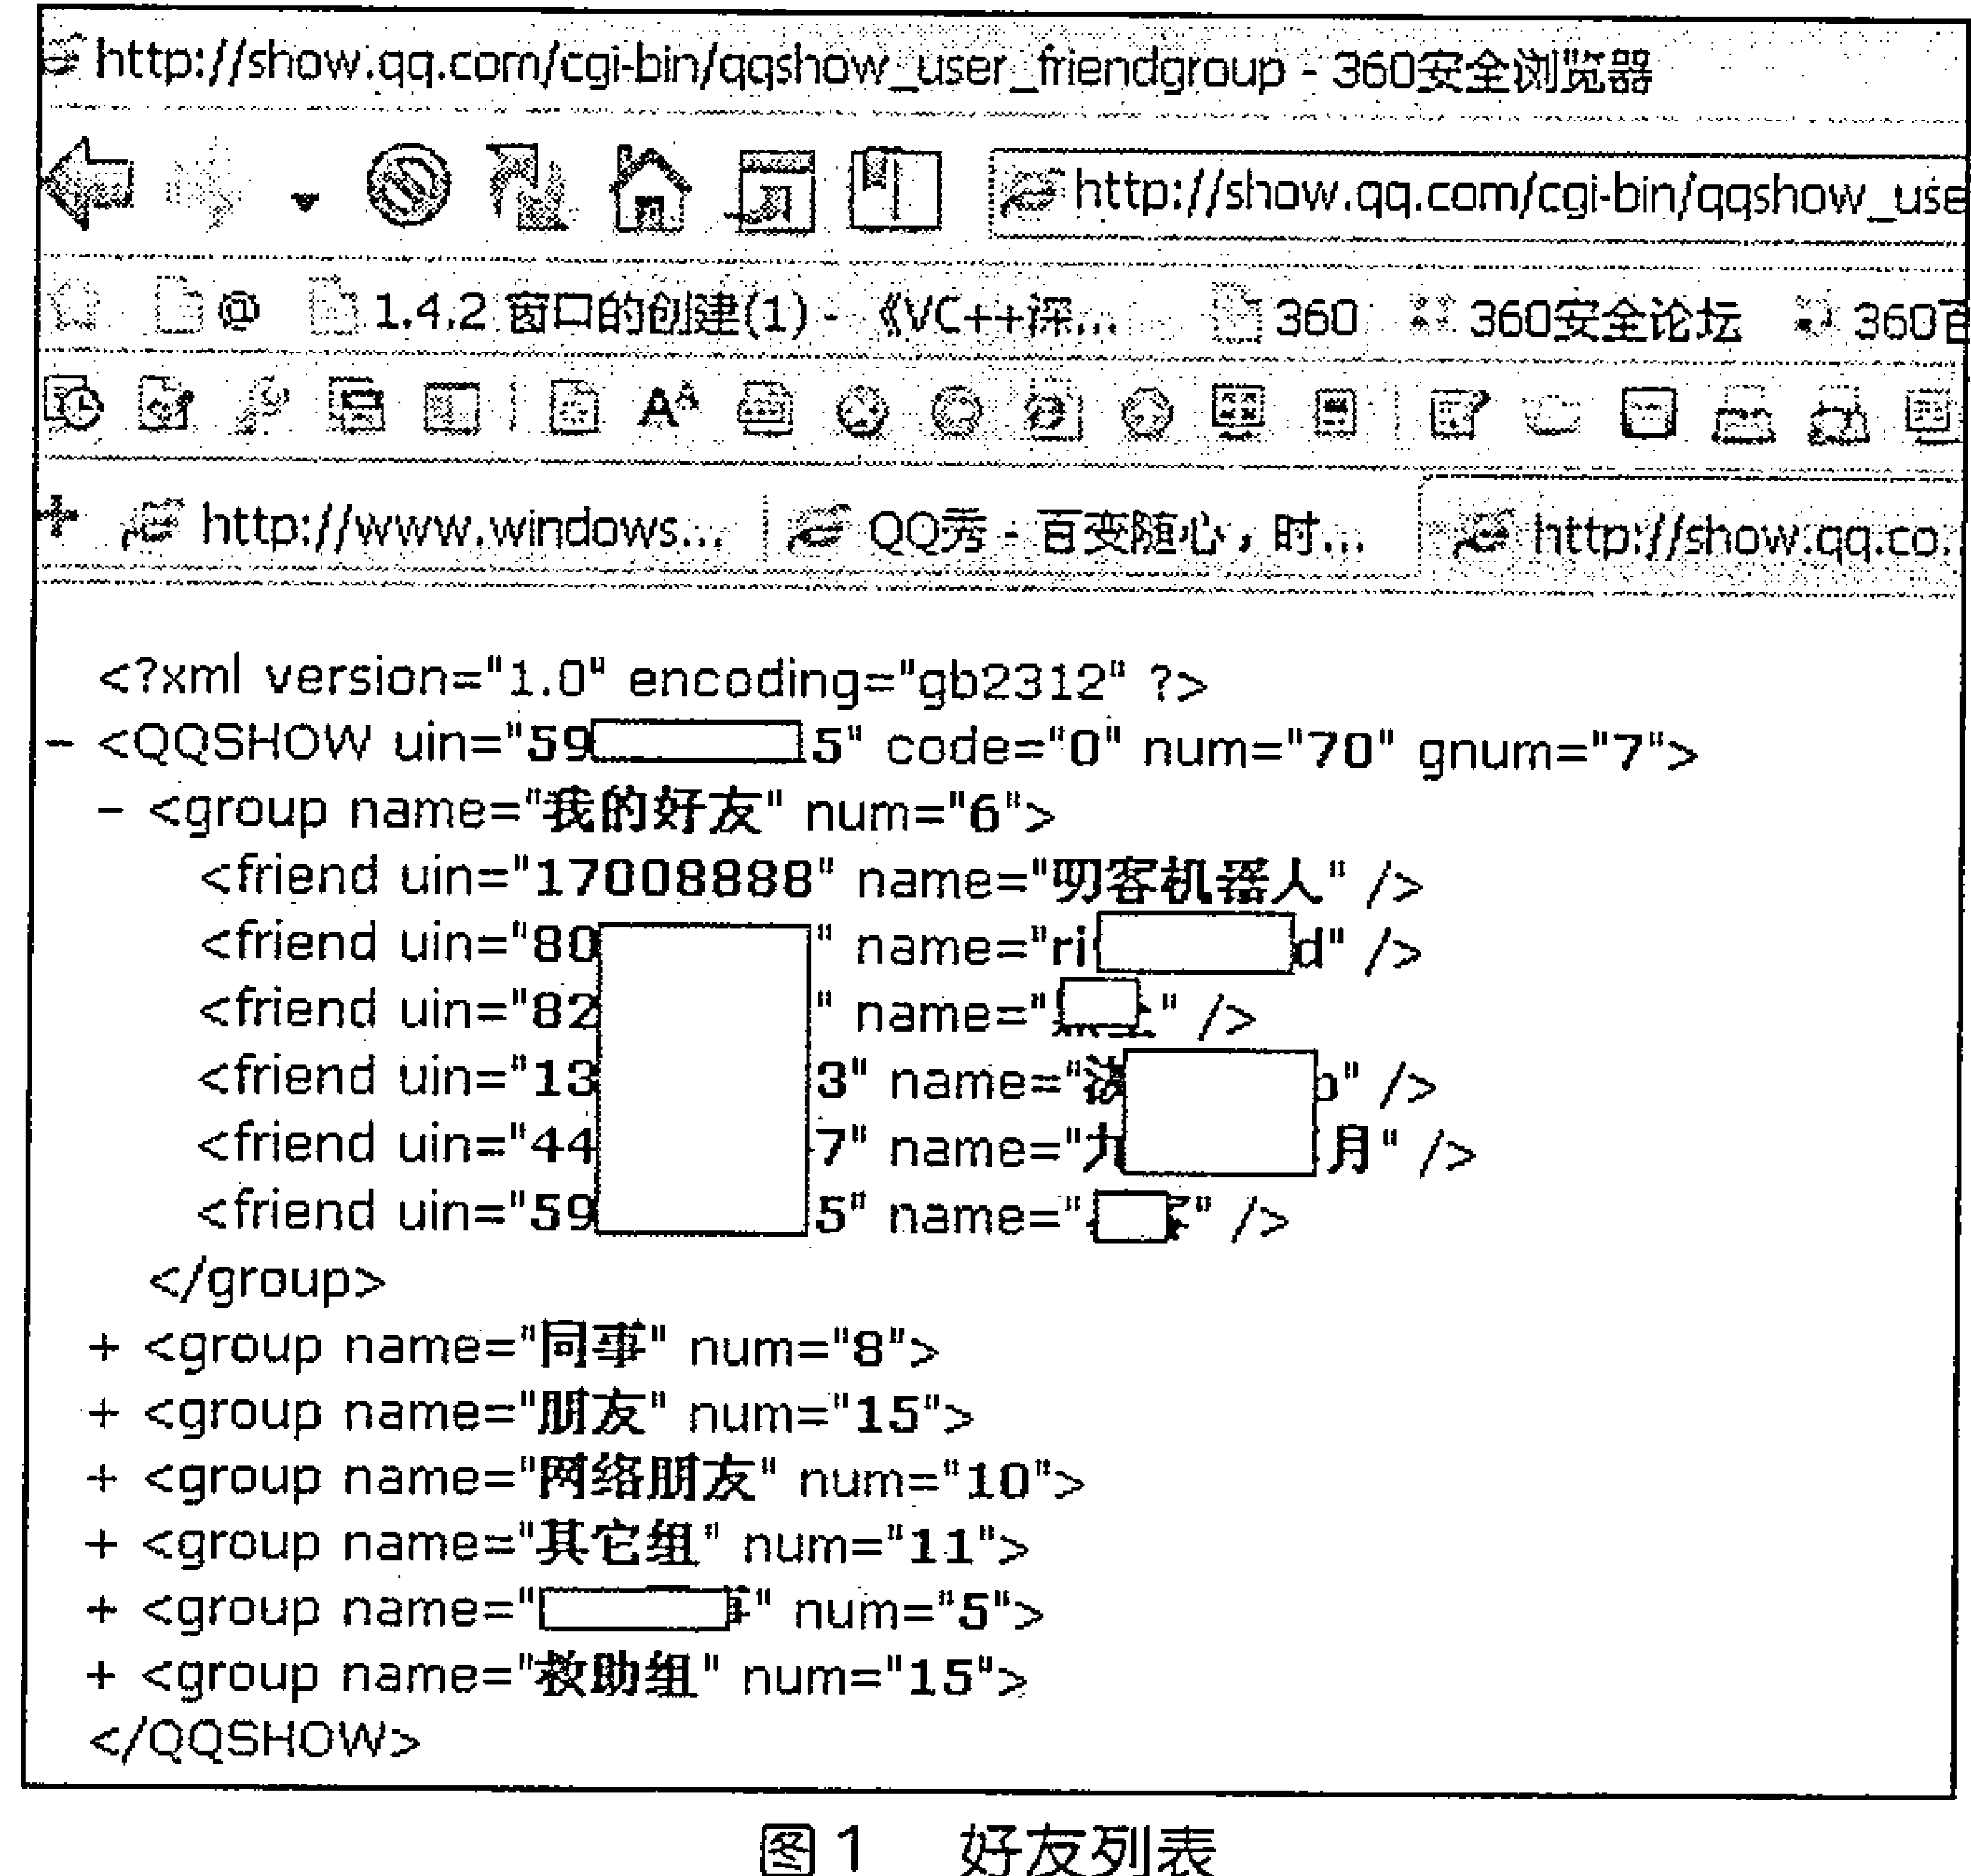 http://show.qq.com/cgi-bin/qqshow_user_friendgroup - 360安全浏览器
http://show.qq.com/cgi-bin/qqshow_use
@ 1.4.2 窗口的创建(1) - 《VC++深... 360 360安全论坛 360百
http://www.windows... QQ秀 - 百变随心，时... http://show.qq.co.
<?xml version="1.0" encoding="gb2312" ?>
- <QQSHOW uin="59 5" code="0" num="70" gnum="7">
- <group name="我的好友" num="6">
<friend uin="17008888" name="叨客机器人" />
<friend uin="80 " name="ri d" />
<friend uin="82 " name=" " />
<friend uin="13 3" name=" " />
<friend uin="44 7" name="九 月" />
<friend uin="59 5" name=" " />
</group>
+ <group name="同事" num="8">
+ <group name="朋友" num="15">
+ <group name="网络朋友" num="10">
+ <group name="其它组" num="11">
+ <group name=" " num="5">
+ <group name="救助组" num="15">
</QQSHOW>
图 1 好友列表